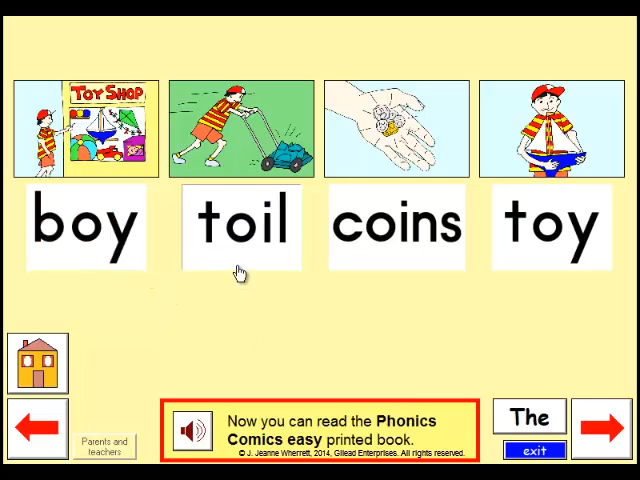 TOY SHOP
boy
toil
coins
toy
Now you can read the Phonics
Comics easy printed book.
© J. Jeanne Wherrett, 2014, Gilead Enterprises. All rights reserved.
Parents and
teachers
The
exit